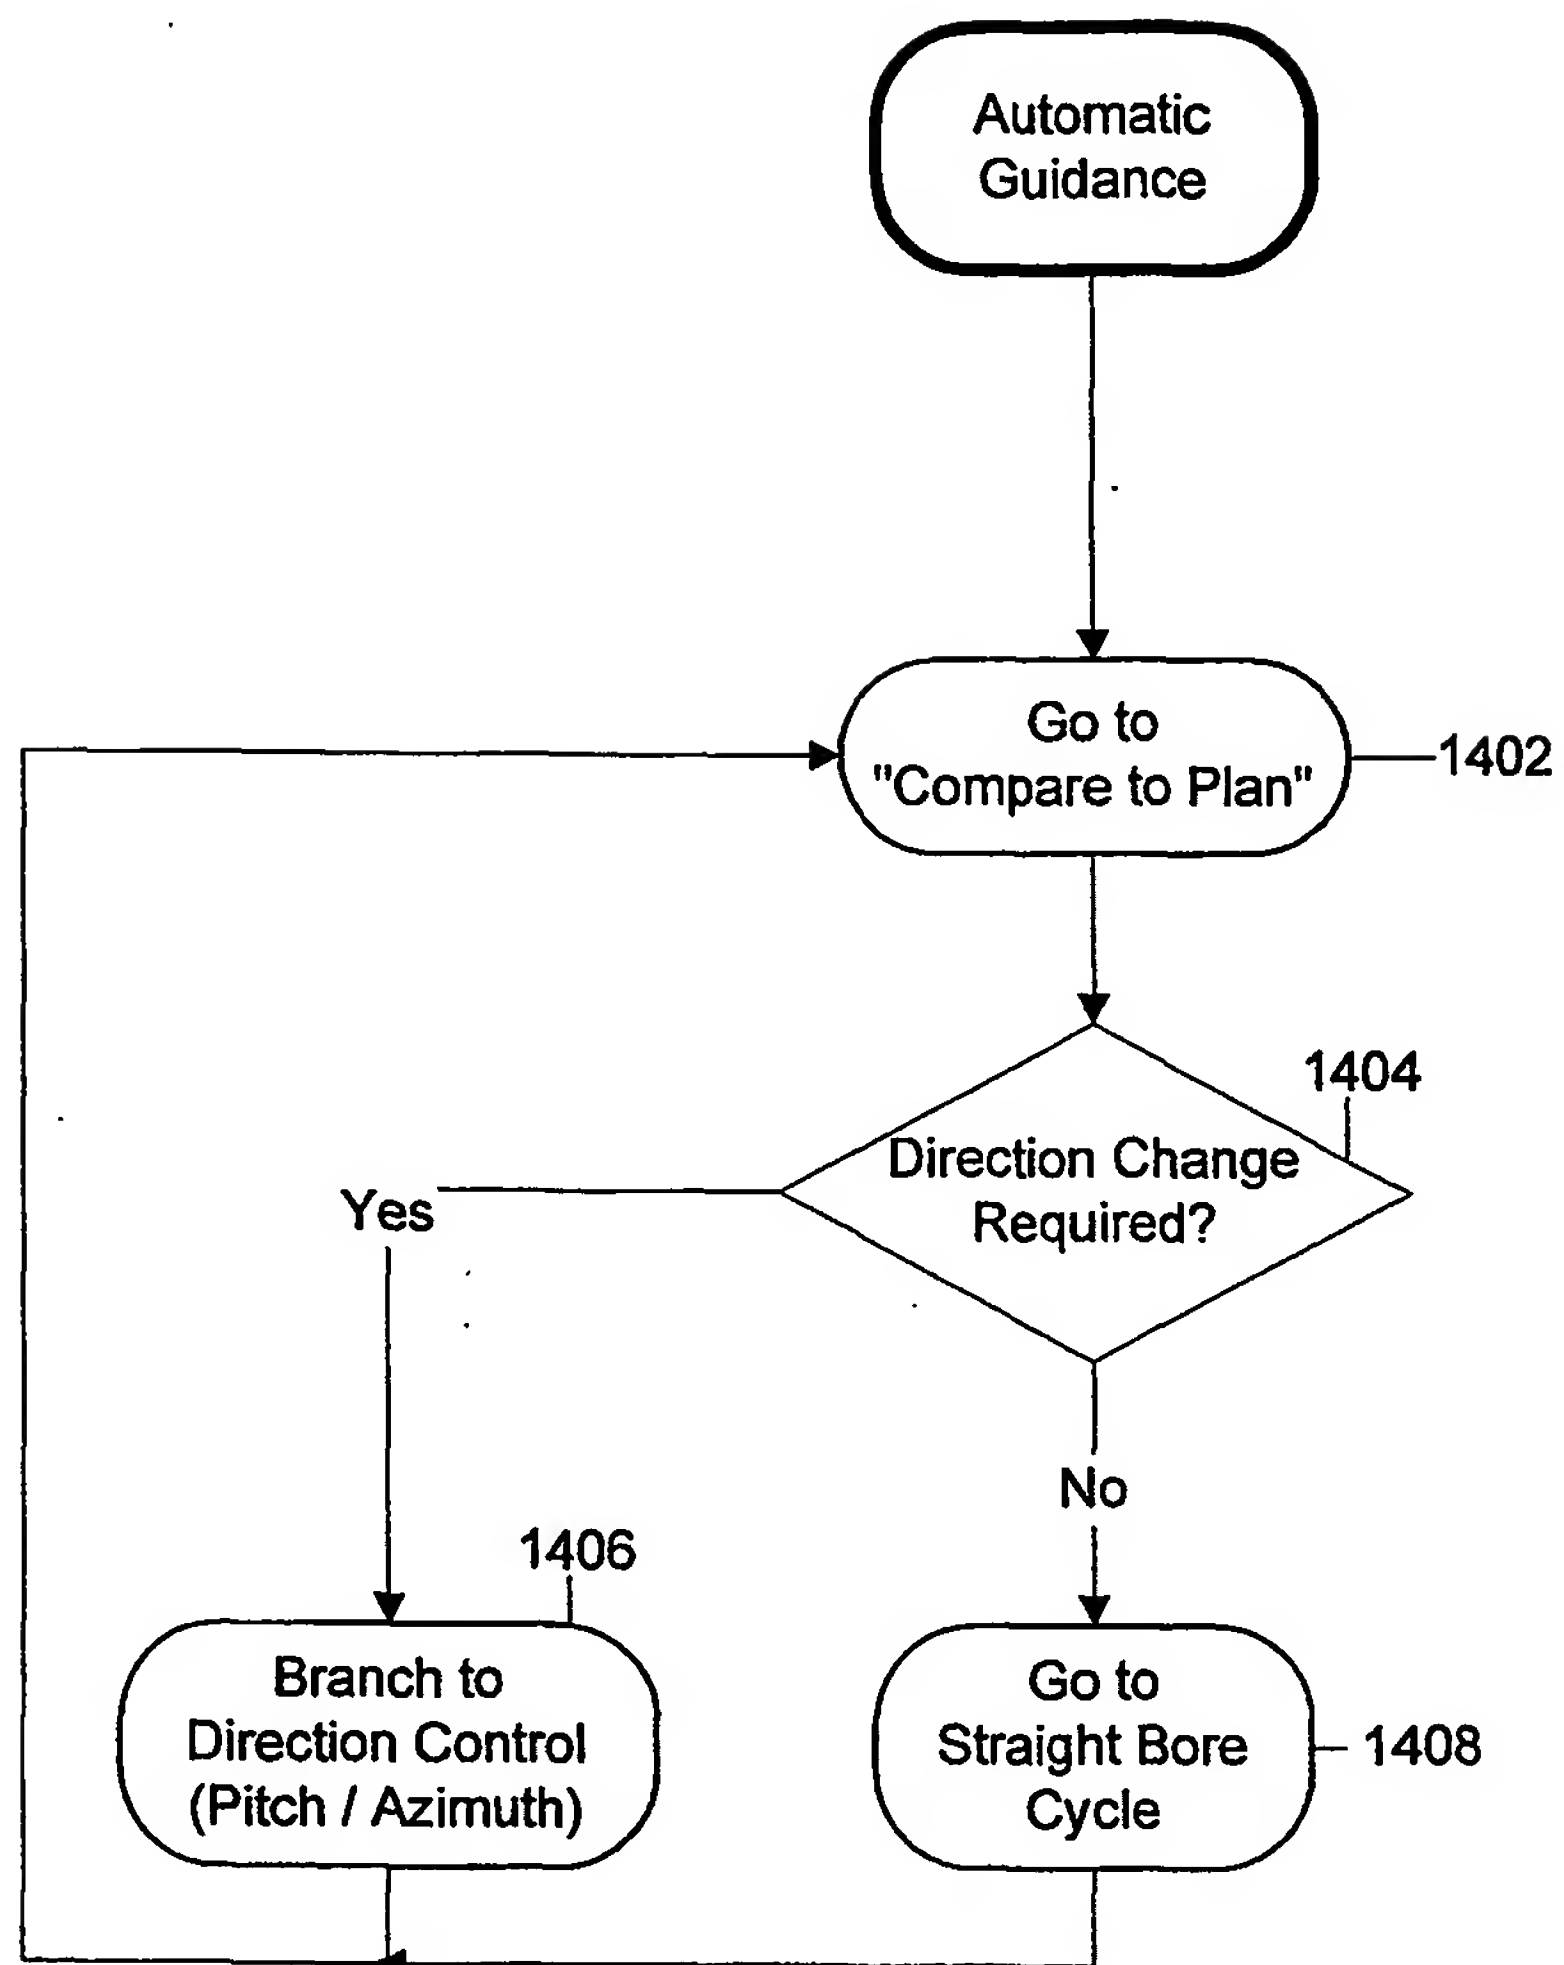 Automatic
Guidance
Go to
"Compare to Plan"
1402
1404
Direction Change
Required?
Yes
No
1406
Branch to
Direction Control
(Pitch / Azimuth)
Go to
Straight Bore
Cycle
1408